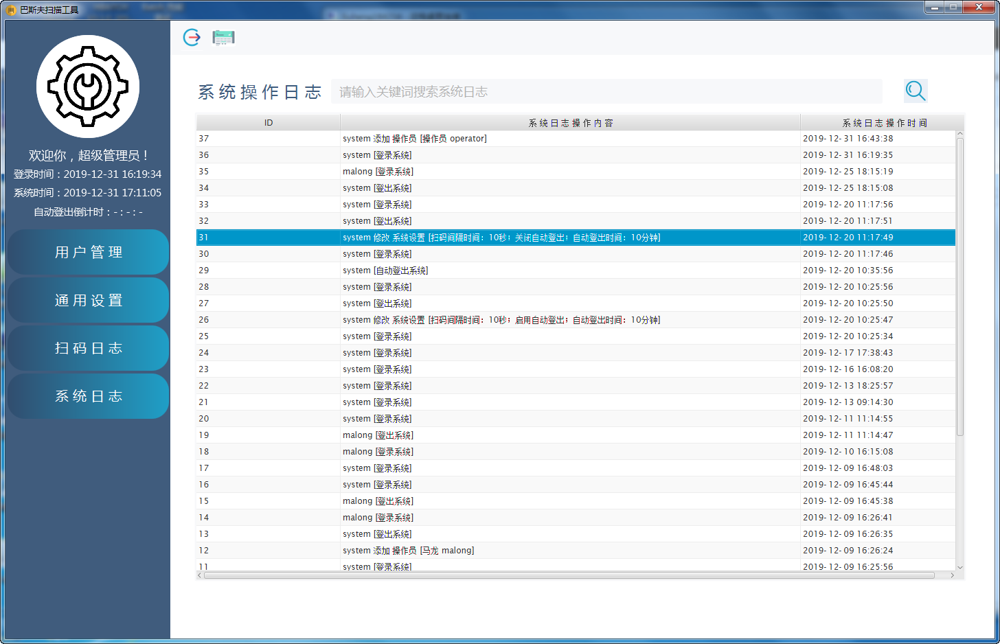 巴斯夫扫描工具
欢迎你，超级管理员！
登录时间：2019-12-31 16:19:34
系统时间：2019-12-31 17:11:05
自动登出倒计时：- : - : -
用户管理
通用设置
扫码日志
系统日志
系统操作日志 请输入关键词搜索系统日志
ID 系统日志操作内容 系统日志操作时间
37 system 添加 操作员 [操作员 operator] 2019-12-31 16:43:38
36 system [登录系统] 2019-12-31 16:19:35
35 malong [登录系统] 2019-12-25 18:15:19
34 system [登出系统] 2019-12-25 18:15:08
33 system [登录系统] 2019-12-20 11:17:56
32 system [登出系统] 2019-12-20 11:17:51
31 system 修改 系统设置 [扫码间隔时间：10秒；关闭自动登出；自动登出时间：10分钟] 2019-12-20 11:17:49
30 system [登录系统] 2019-12-20 11:17:46
29 system [自动登出系统] 2019-12-20 10:35:56
28 system [登录系统] 2019-12-20 10:25:56
27 system [登出系统] 2019-12-20 10:25:50
26 system 修改 系统设置 [扫码间隔时间：10秒；启用自动登出；自动登出时间：10分钟] 2019-12-20 10:25:47
25 system [登录系统] 2019-12-20 10:25:34
24 system [登录系统] 2019-12-17 17:38:43
23 system [登录系统] 2019-12-16 16:08:20
22 system [登录系统] 2019-12-13 18:25:57
21 system [登录系统] 2019-12-13 09:14:30
20 system [登录系统] 2019-12-11 11:14:55
19 malong [登出系统] 2019-12-11 11:14:47
18 malong [登录系统] 2019-12-10 16:15:08
17 system [登录系统] 2019-12-09 16:48:03
16 system [登录系统] 2019-12-09 16:45:44
15 malong [登出系统] 2019-12-09 16:45:38
14 malong [登录系统] 2019-12-09 16:26:41
13 system [登出系统] 2019-12-09 16:26:35
12 system 添加 操作员 [马龙 malong] 2019-12-09 16:26:24
11 system [登录系统] 2019-12-09 16:25:56